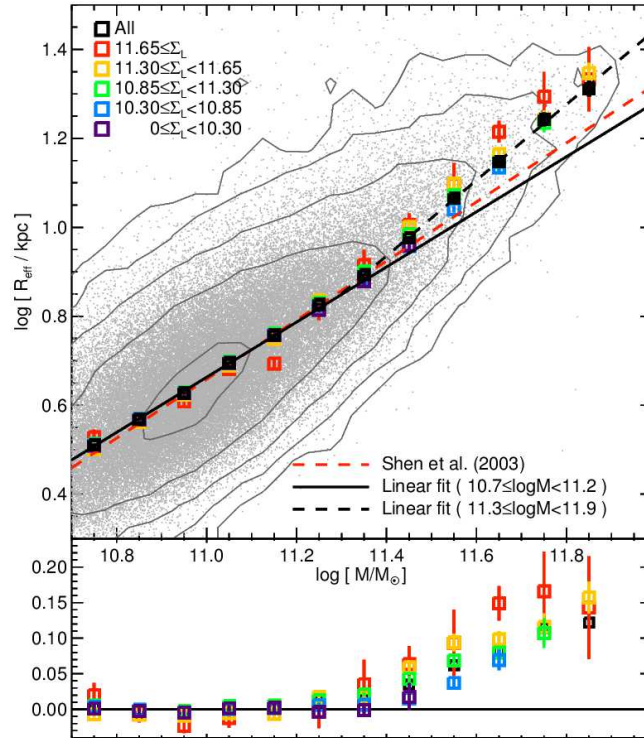 All
11.65≤Σ_L
11.30≤Σ_L<11.65
10.85≤Σ_L<11.30
10.30≤Σ_L<10.85
0≤Σ_L<10.30
1.4
1.2
1.0
0.8
0.6
0.4
log [ R_eff / kpc ]
Shen et al. (2003)
Linear fit ( 10.7≤logM<11.2 )
Linear fit ( 11.3≤logM<11.9 )
10.8 11.0 11.2 11.4 11.6 11.8
log [ M/M_☉ ]
0.20
0.15
0.10
0.05
0.00